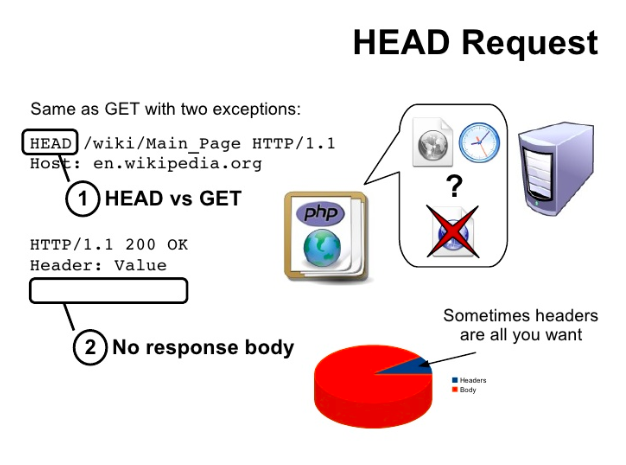 HEAD Request
Same as GET with two exceptions:
HEAD /wiki/Main_Page HTTP/1.1
Host: en.wikipedia.org
1 HEAD vs GET
php
?
HTTP/1.1 200 OK
Header: Value
2 No response body
Sometimes headers
are all you want
Headers
Body